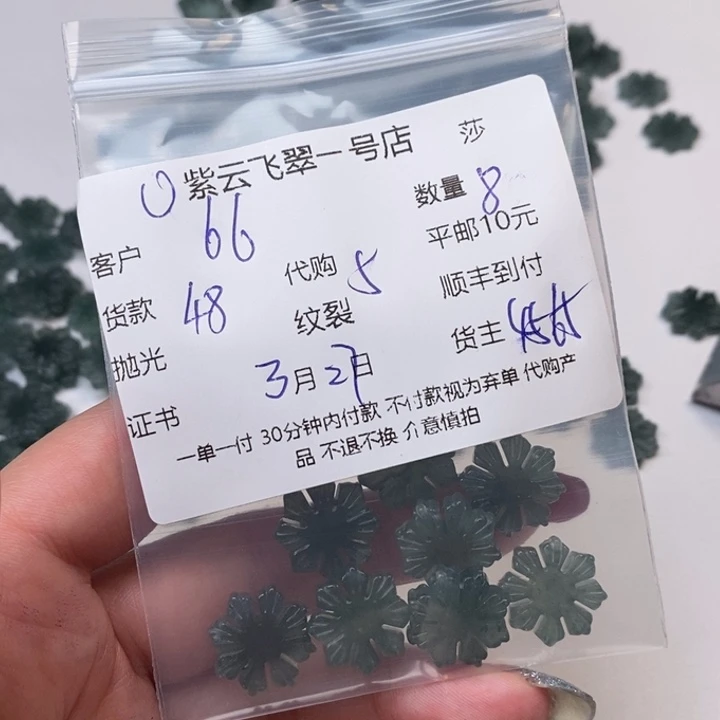 紫云飞翠一号店 莎
客户 66 数量 8
平邮10元
货款 48 代购 5 顺丰到付
抛光 纹裂 货主
证书 3月27日
一单一付 30分钟内付款 不付款视为弃单 代购产
品 不退不换 介意慎拍